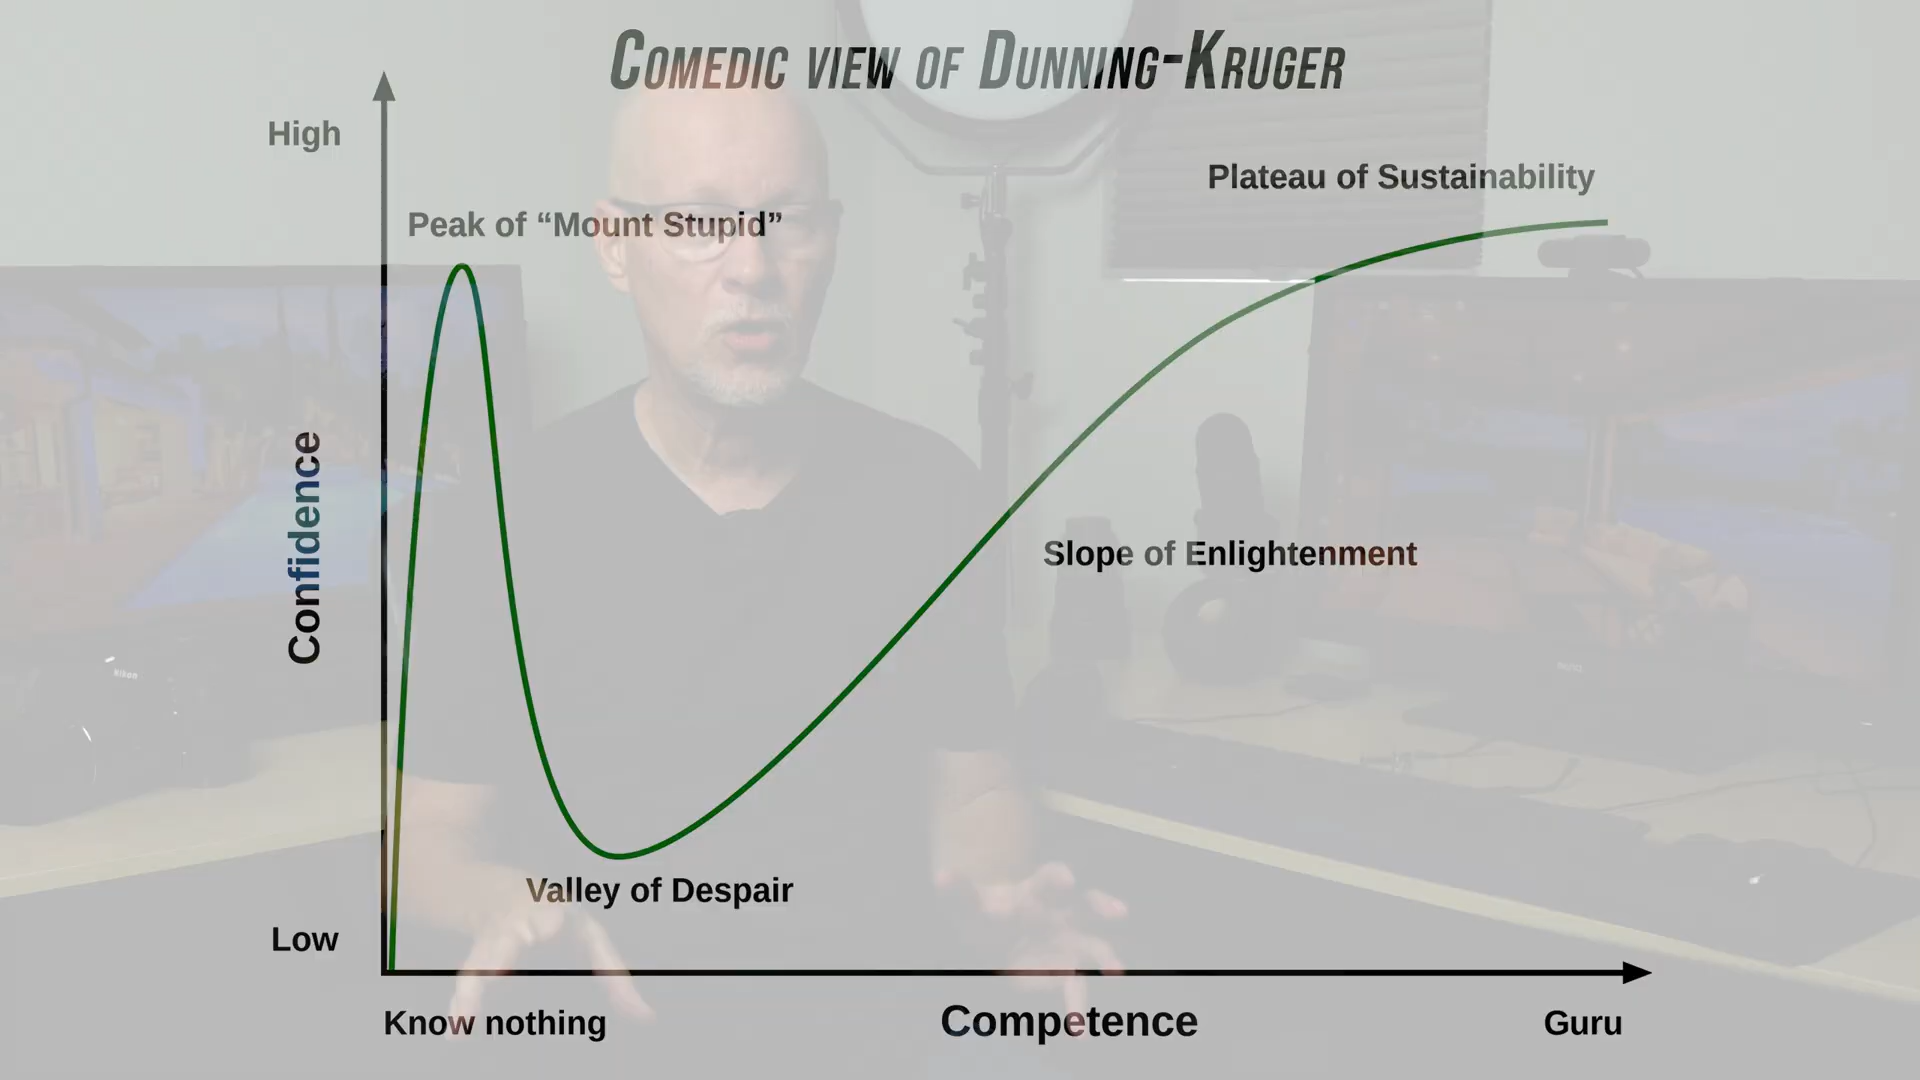 Comedic view of Dunning-Kruger
High
Plateau of Sustainability
Peak of “Mount Stupid”
Confidence
Slope of Enlightenment
Nikon
Valley of Despair
Low
Know nothing
Competence
Guru